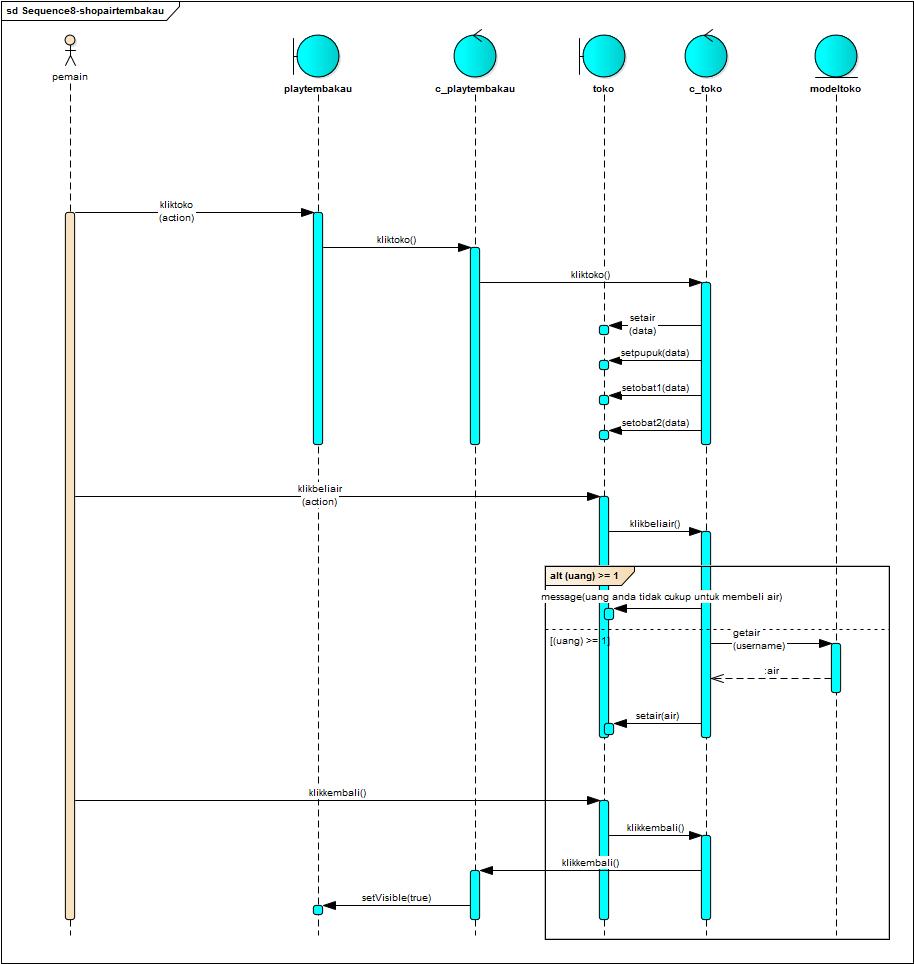 sd Sequence8-shopairtembakau
pemain
playtembakau
c_playtembakau
toko
c_toko
modeltoko
kliktoko
(action)
kliktoko()
kliktoko()
setair
(data)
setpupuk(data)
setobat1(data)
setobat2(data)
klikbeliair
(action)
klikbeliair()
alt (uang) >= 1
message(uang anda tidak cukup untuk membeli air)
[(uang) >= 1]
getair
(username)
:air
setair(air)
klikkembali()
klikkembali()
klikkembali()
setVisible(true)